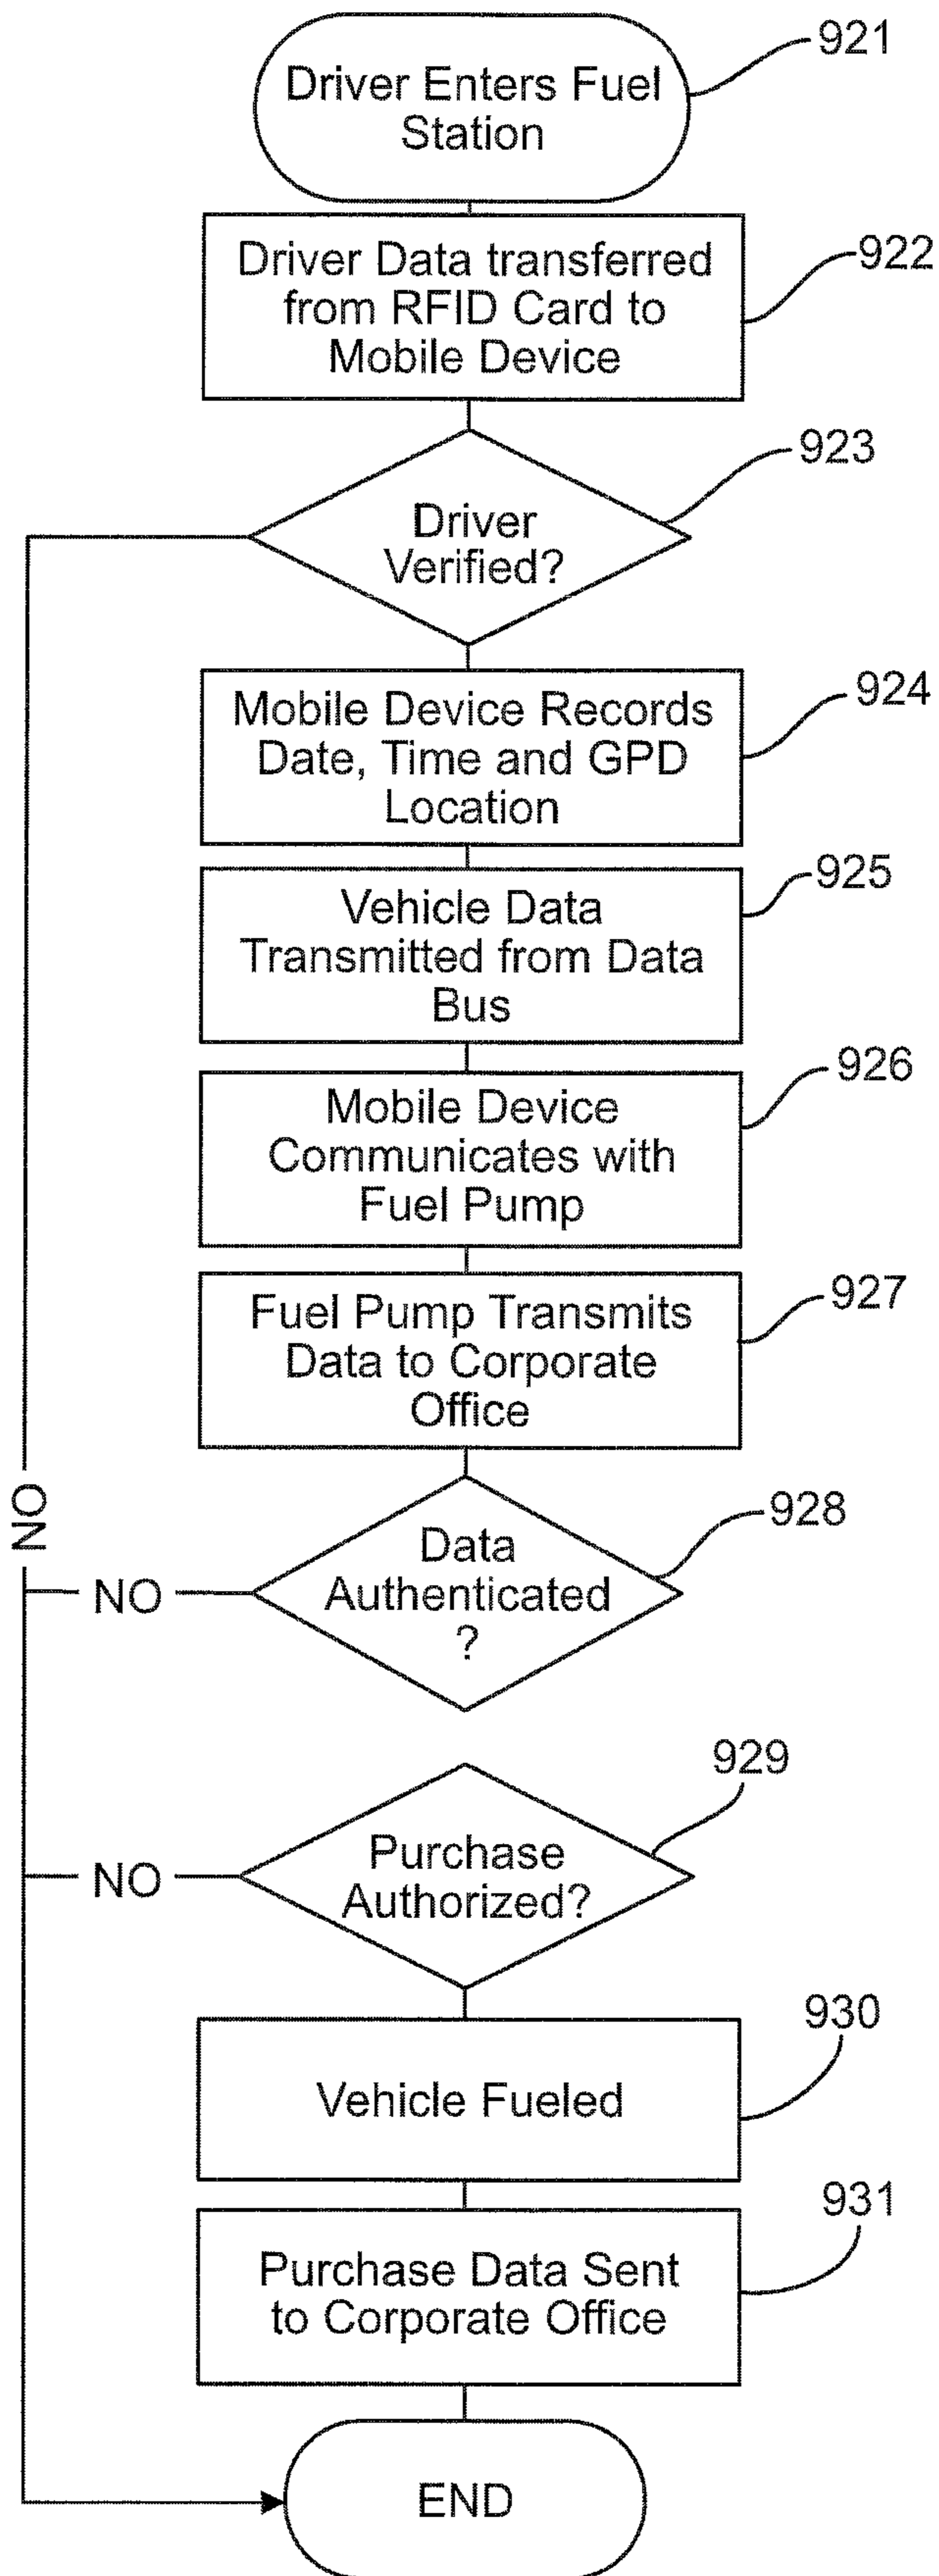 921
Driver Enters Fuel
Station
922
Driver Data transferred
from RFID Card to
Mobile Device
923
Driver
Verified?
924
Mobile Device Records
Date, Time and GPD
Location
925
Vehicle Data
Transmitted from Data
Bus
926
Mobile Device
Communicates with
Fuel Pump
927
Fuel Pump Transmits
Data to Corporate
Office
NO
928
Data
Authenticated
?
NO
929
Purchase
Authorized?
NO
930
Vehicle Fueled
931
Purchase Data Sent
to Corporate Office
END